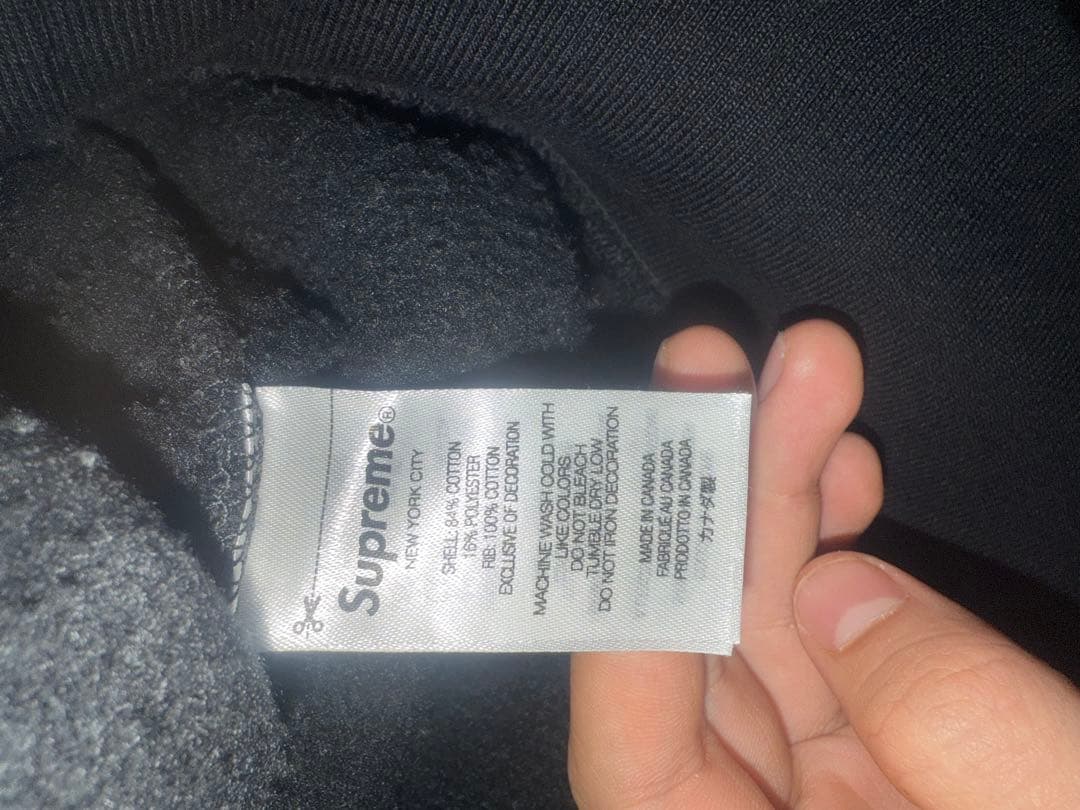 Supreme®
NEW YORK CITY
SHELL: 84% COTTON
16% POLYESTER
RIB: 100% COTTON
EXCLUSIVE OF DECORATION
MACHINE WASH COLD WITH
LIKE COLORS
DO NOT BLEACH
TUMBLE DRY LOW
DO NOT IRON DECORATION
MADE IN CANADA
FABRIQUÉ AU CANADA
PRODOTTO IN CANADA
カナダ製